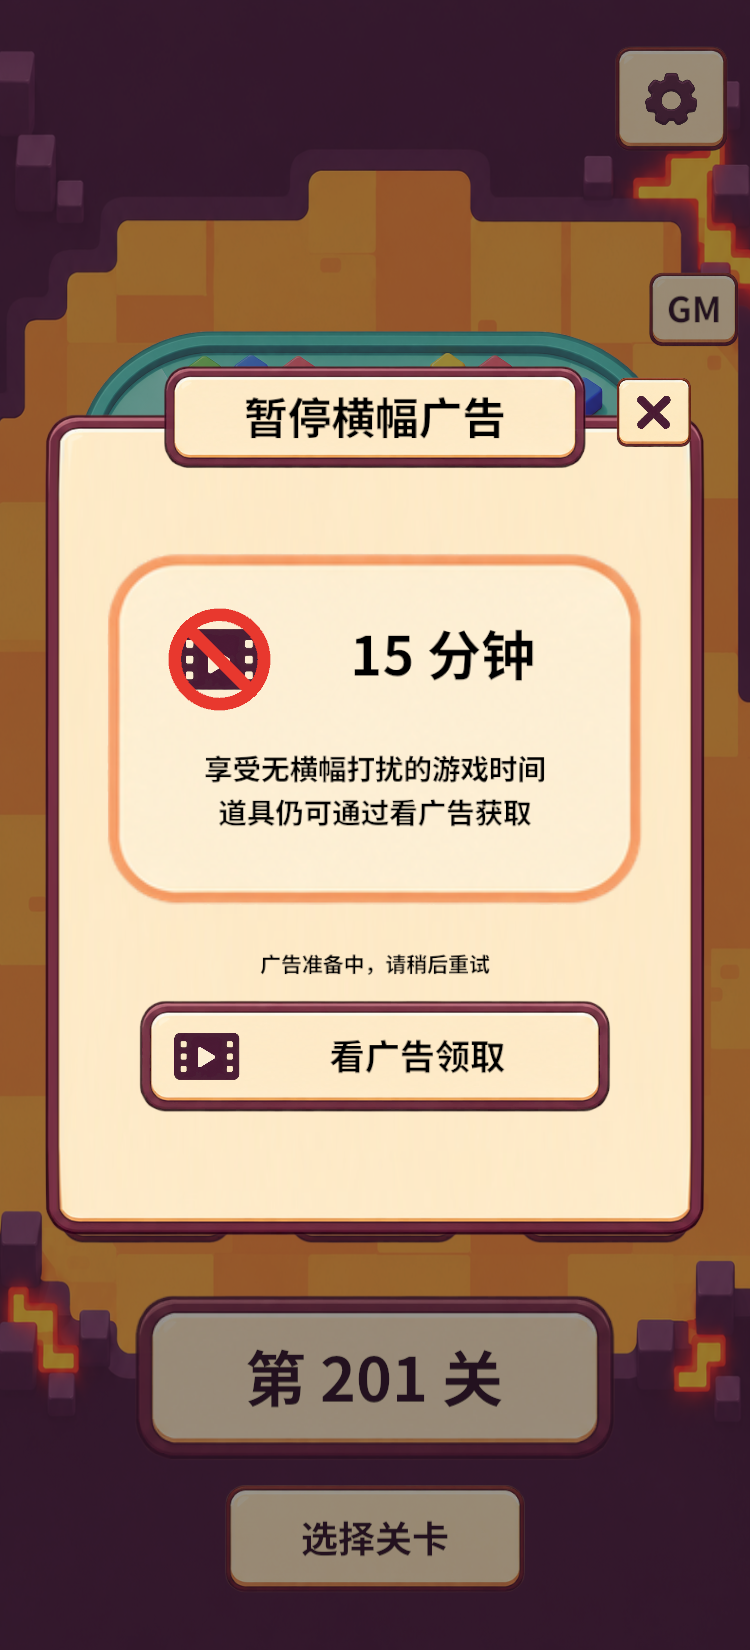 GM
暂停横幅广告
15 分钟
享受无横幅打扰的游戏时间
道具仍可通过看广告获取
广告准备中，请稍后重试
看广告领取
第 201 关
选择关卡